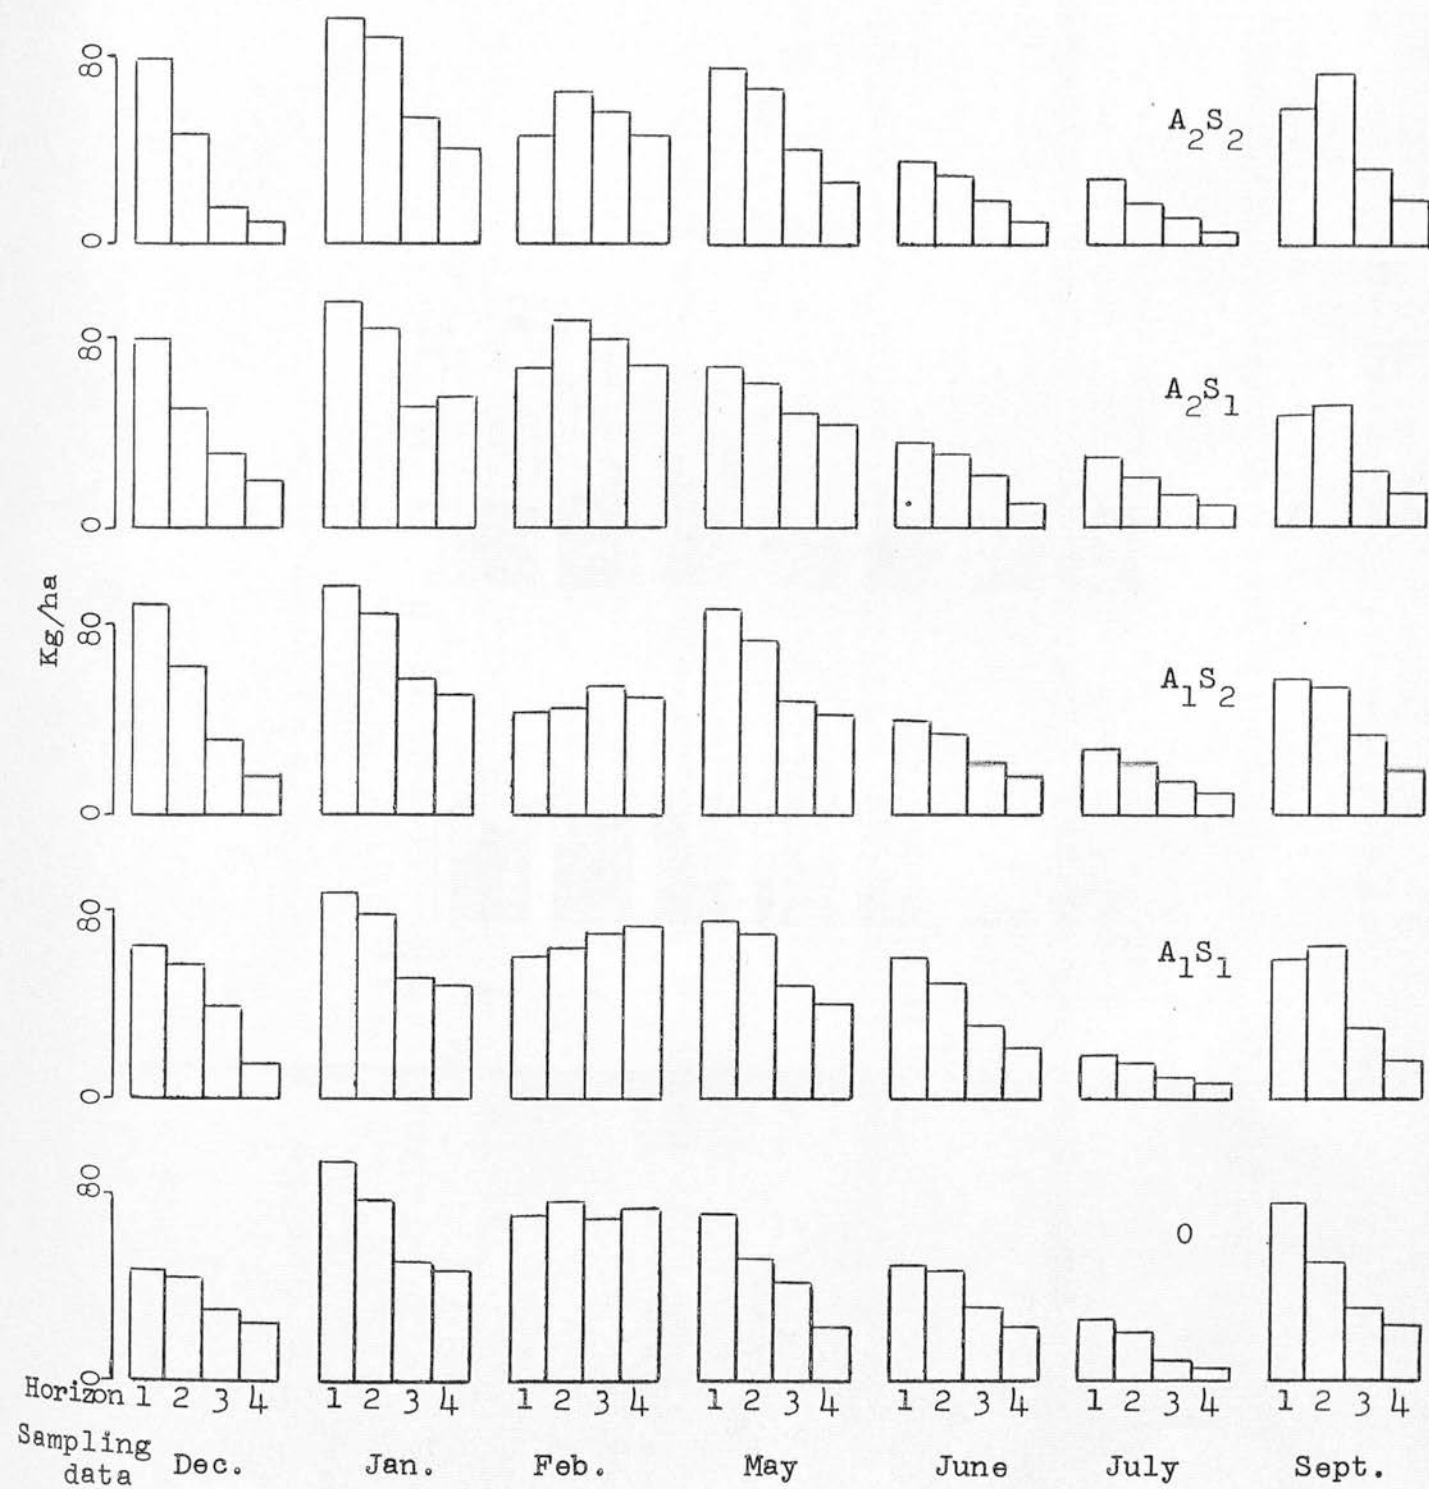 80
A2S2
0
80
A2S1
0
Kg/ha
80
A1S2
0
80
A1S1
0
80
O
0
Horizon 1 2 3 4 1 2 3 4 1 2 3 4 1 2 3 4 1 2 3 4 1 2 3 4 1 2 3 4
Sampling data Dec. Jan. Feb. May June July Sept.